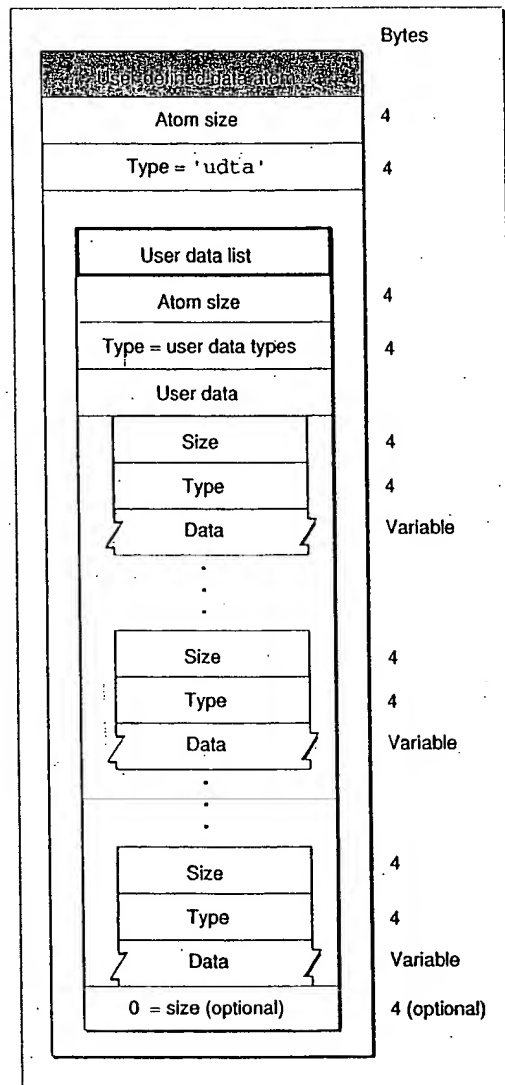 Bytes
User defined data atom
Atom size 4
Type = 'udta' 4
User data list
Atom size 4
Type = user data types 4
User data
Size 4
Type 4
Data Variable
Size 4
Type 4
Data Variable
Size 4
Type 4
Data Variable
0 = size (optional) 4 (optional)